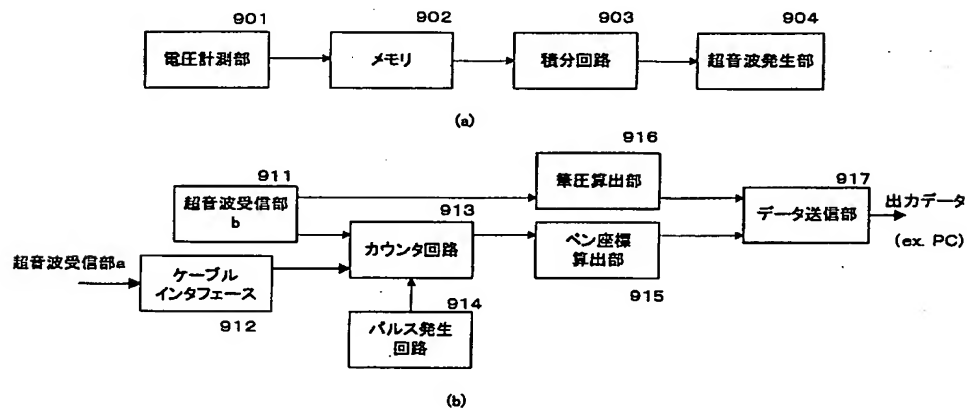 901
902
903
904
電圧計測部
メモリ
積分回路
超音波発生部
(a)
916
911
917
筆圧算出部
超音波受信部
b
913
データ送信部
出力データ
(ex. PC)
カウンタ回路
ペン座標
算出部
超音波受信部a
ケーブル
インタフェース
914
915
912
パルス発生
回路
(b)